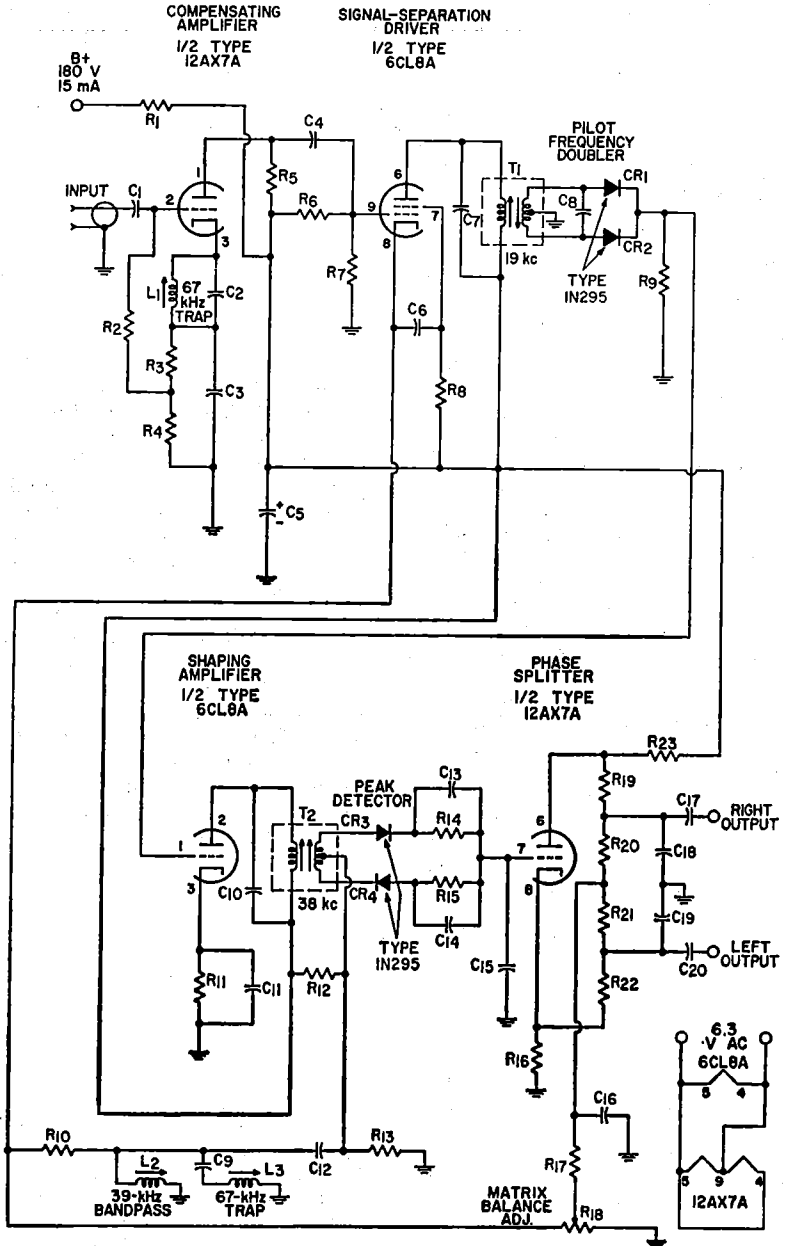 COMPENSATING
AMPLIFIER
1/2 TYPE
12AX7A
SIGNAL-SEPARATION
DRIVER
1/2 TYPE
6CL8A
B+
180 V
15 mA
R1
C4
PILOT
FREQUENCY
DOUBLER
1
R5
6
T1
CR1
INPUT
C1
2
R6
9
7
C7
C8
CR2
3
8
19 kc
TYPE
1N295
R9
L1
67
kHz
TRAP
C2
R7
R2
C6
R3
C3
R8
R4
+
-
C5
SHAPING
AMPLIFIER
1/2 TYPE
6CL8A
PHASE
SPLITTER
1/2 TYPE
12AX7A
R23
PEAK
DETECTOR
C13
R19
2
T2
CR3
R14
6
C17
RIGHT
OUTPUT
1
7
R20
C18
3
C10
CR4
R15
8
38 kc
C14
R21
C19
TYPE
1N295
C15
C20
LEFT
OUTPUT
R11
C11
R12
R22
6.3
V AC
6CL8A
R16
5
4
C16
R10
C12
R13
L2
C9
L3
R17
39-kHz
BANDPASS
67-kHz
TRAP
5
9
4
12AX7A
MATRIX
BALANCE
ADJ.
R18